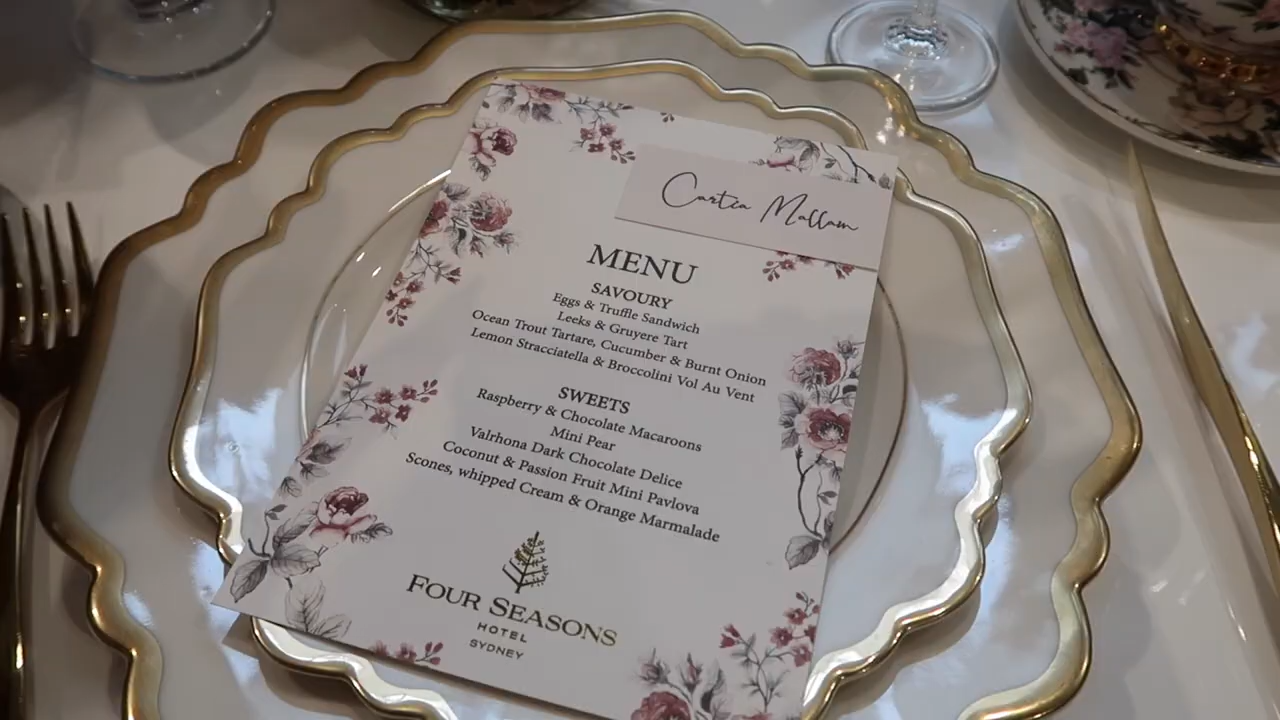 Cartia Mallam
MENU
SAVOURY
Eggs & Truffle Sandwich
Leeks & Gruyere Tart
Ocean Trout Tartare, Cucumber & Burnt Onion
Lemon Stracciatella & Broccolini Vol Au Vent
SWEETS
Raspberry & Chocolate Macaroons
Mini Pear
Valrhona Dark Chocolate Delice
Coconut & Passion Fruit Mini Pavlova
Scones, whipped Cream & Orange Marmalade
FOUR SEASONS
HOTEL
SYDNEY